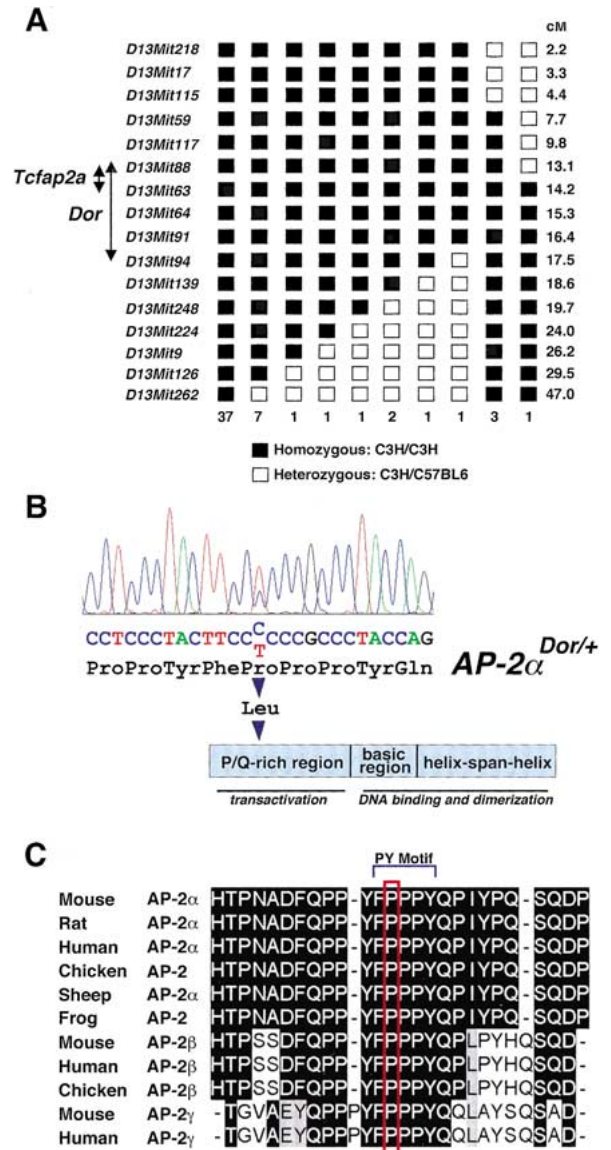 A
cM
D13Mit218 2.2
D13Mit17 3.3
D13Mit115 4.4
D13Mit59 7.7
D13Mit117 9.8
D13Mit88 13.1
Tcfap2a
D13Mit63 14.2
Dor
D13Mit64 15.3
D13Mit91 16.4
D13Mit94 17.5
D13Mit139 18.6
D13Mit248 19.7
D13Mit224 24.0
D13Mit9 26.2
D13Mit126 29.5
D13Mit262 47.0
37 7 1 1 1 2 1 1 3 1
Homozygous: C3H/C3H
Heterozygous: C3H/C57BL6
B
C
CCTCCCTACTTCC CCCGCCCTACCAG
T
ProProTyrPheProProProTyrGln
AP-2α Dor/+
Leu
P/Q-rich region basic region helix-span-helix
transactivation DNA binding and dimerization
C
PY Motif
Mouse AP-2α HTPNADFQPP-YFPPPYQPIYPQ-SQDP
Rat AP-2α HTPNADFQPP-YFPPPYQPIYPQ-SQDP
Human AP-2α HTPNADFQPP-YFPPPYQPIYPQ-SQDP
Chicken AP-2 HTPNADFQPP-YFPPPYQPIYPQ-SQDP
Sheep AP-2α HTPNADFQPP-YFPPPYQPIYPQ-SQDP
Frog AP-2 HTPNADFQPP-YFPPPYQPIYPQ-SQDP
Mouse AP-2β HTPSSDFQPP-YFPPPYQPLPYHQSQD-
Human AP-2β HTPSSDFQPP-YFPPPYQPLPYHQSQD-
Chicken AP-2β HTPSSDFQPP-YFPPPYQPLPYHQSQD-
Mouse AP-2γ -TGVAEYQPPPYFPPPYQQLAYSQSAD-
Human AP-2γ -TGVAEYQPPPYFPPPYQQLAYSQSAD-